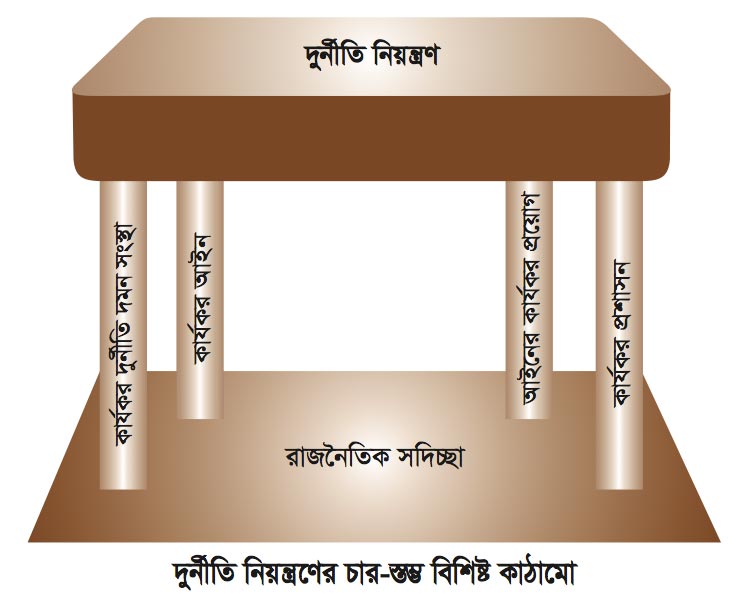 দুর্নীতি নিয়ন্ত্রণ
কার্যকর দুর্নীতি দমন সংস্থা
কার্যকর আইন
আইনের কার্যকর প্রয়োগ
কার্যকর প্রশাসন
রাজনৈতিক সদিচ্ছা
দুর্নীতি নিয়ন্ত্রণের চার-স্তম্ভ বিশিষ্ট কাঠামো